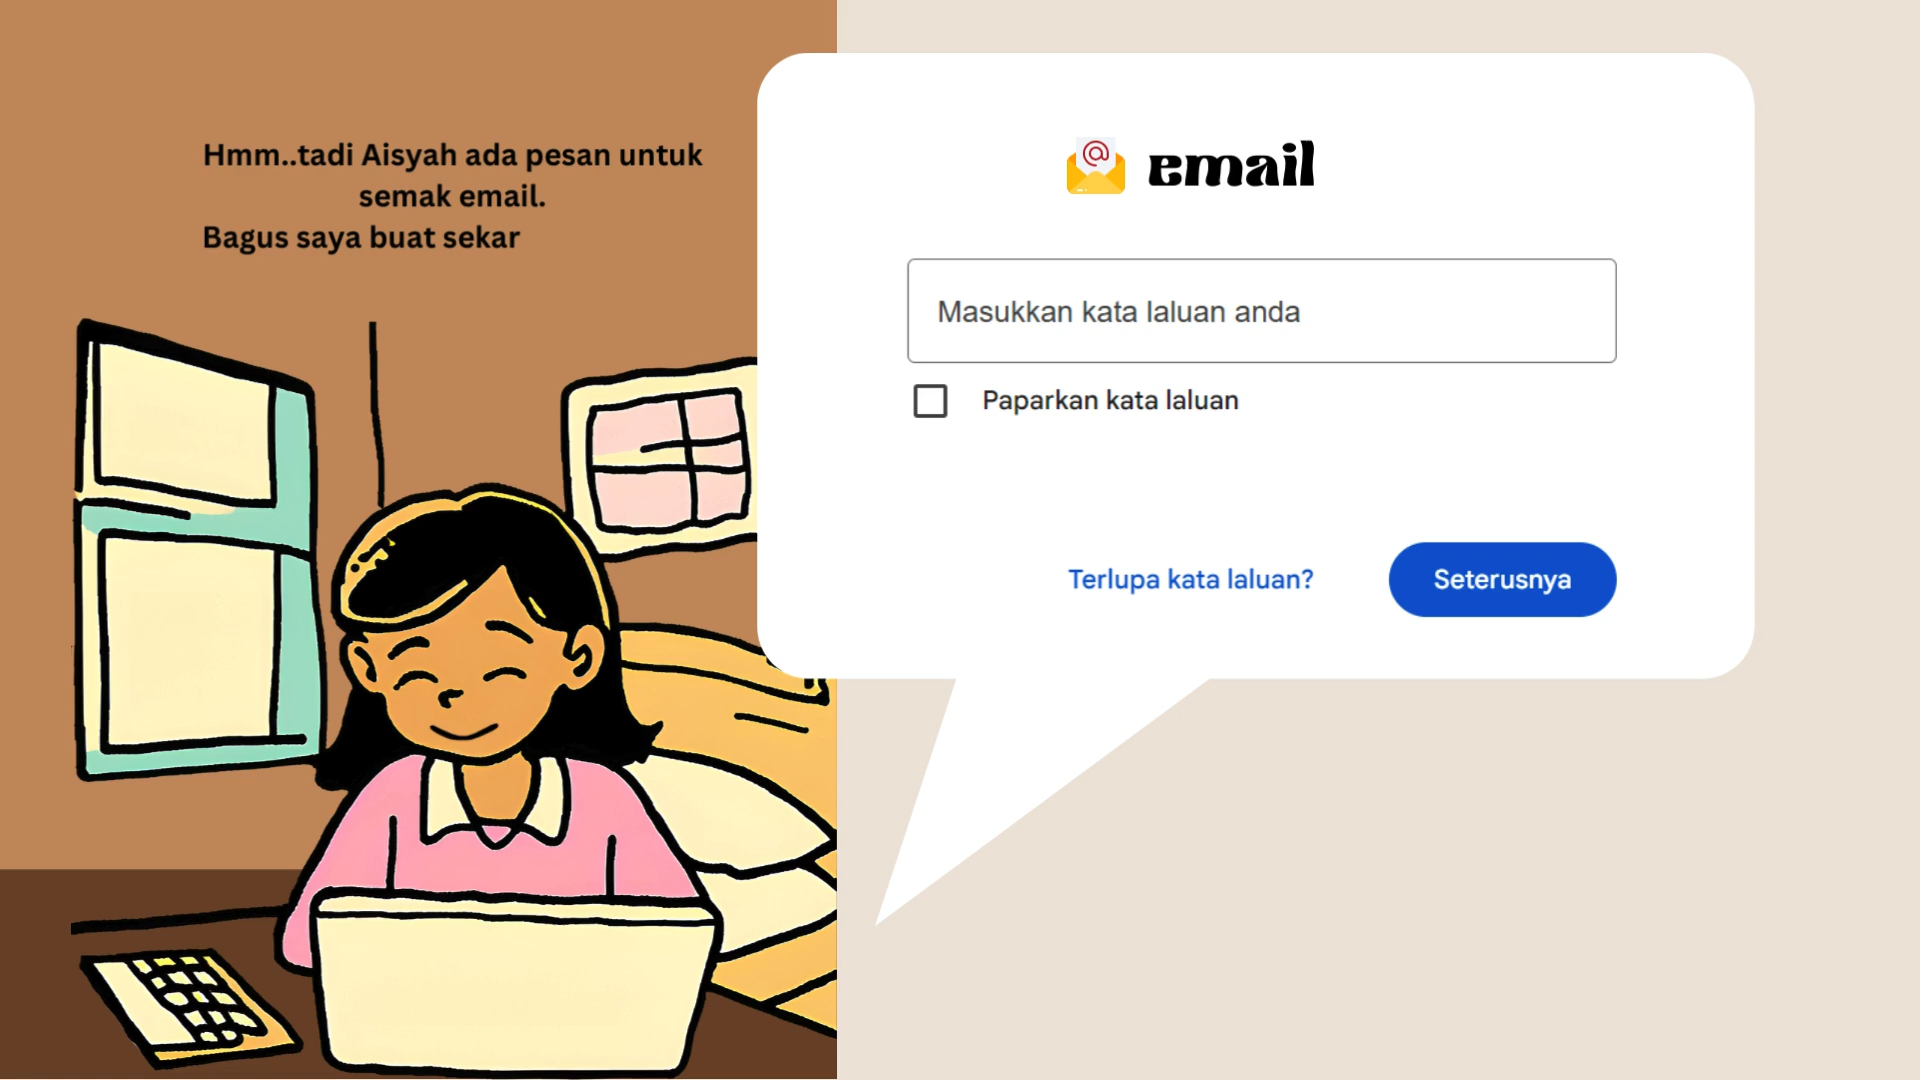 Hmm..tadi Aisyah ada pesan untuk
semak email.
Bagus saya buat sekar
email
Masukkan kata laluan anda
Paparkan kata laluan
Terlupa kata laluan?
Seterusnya